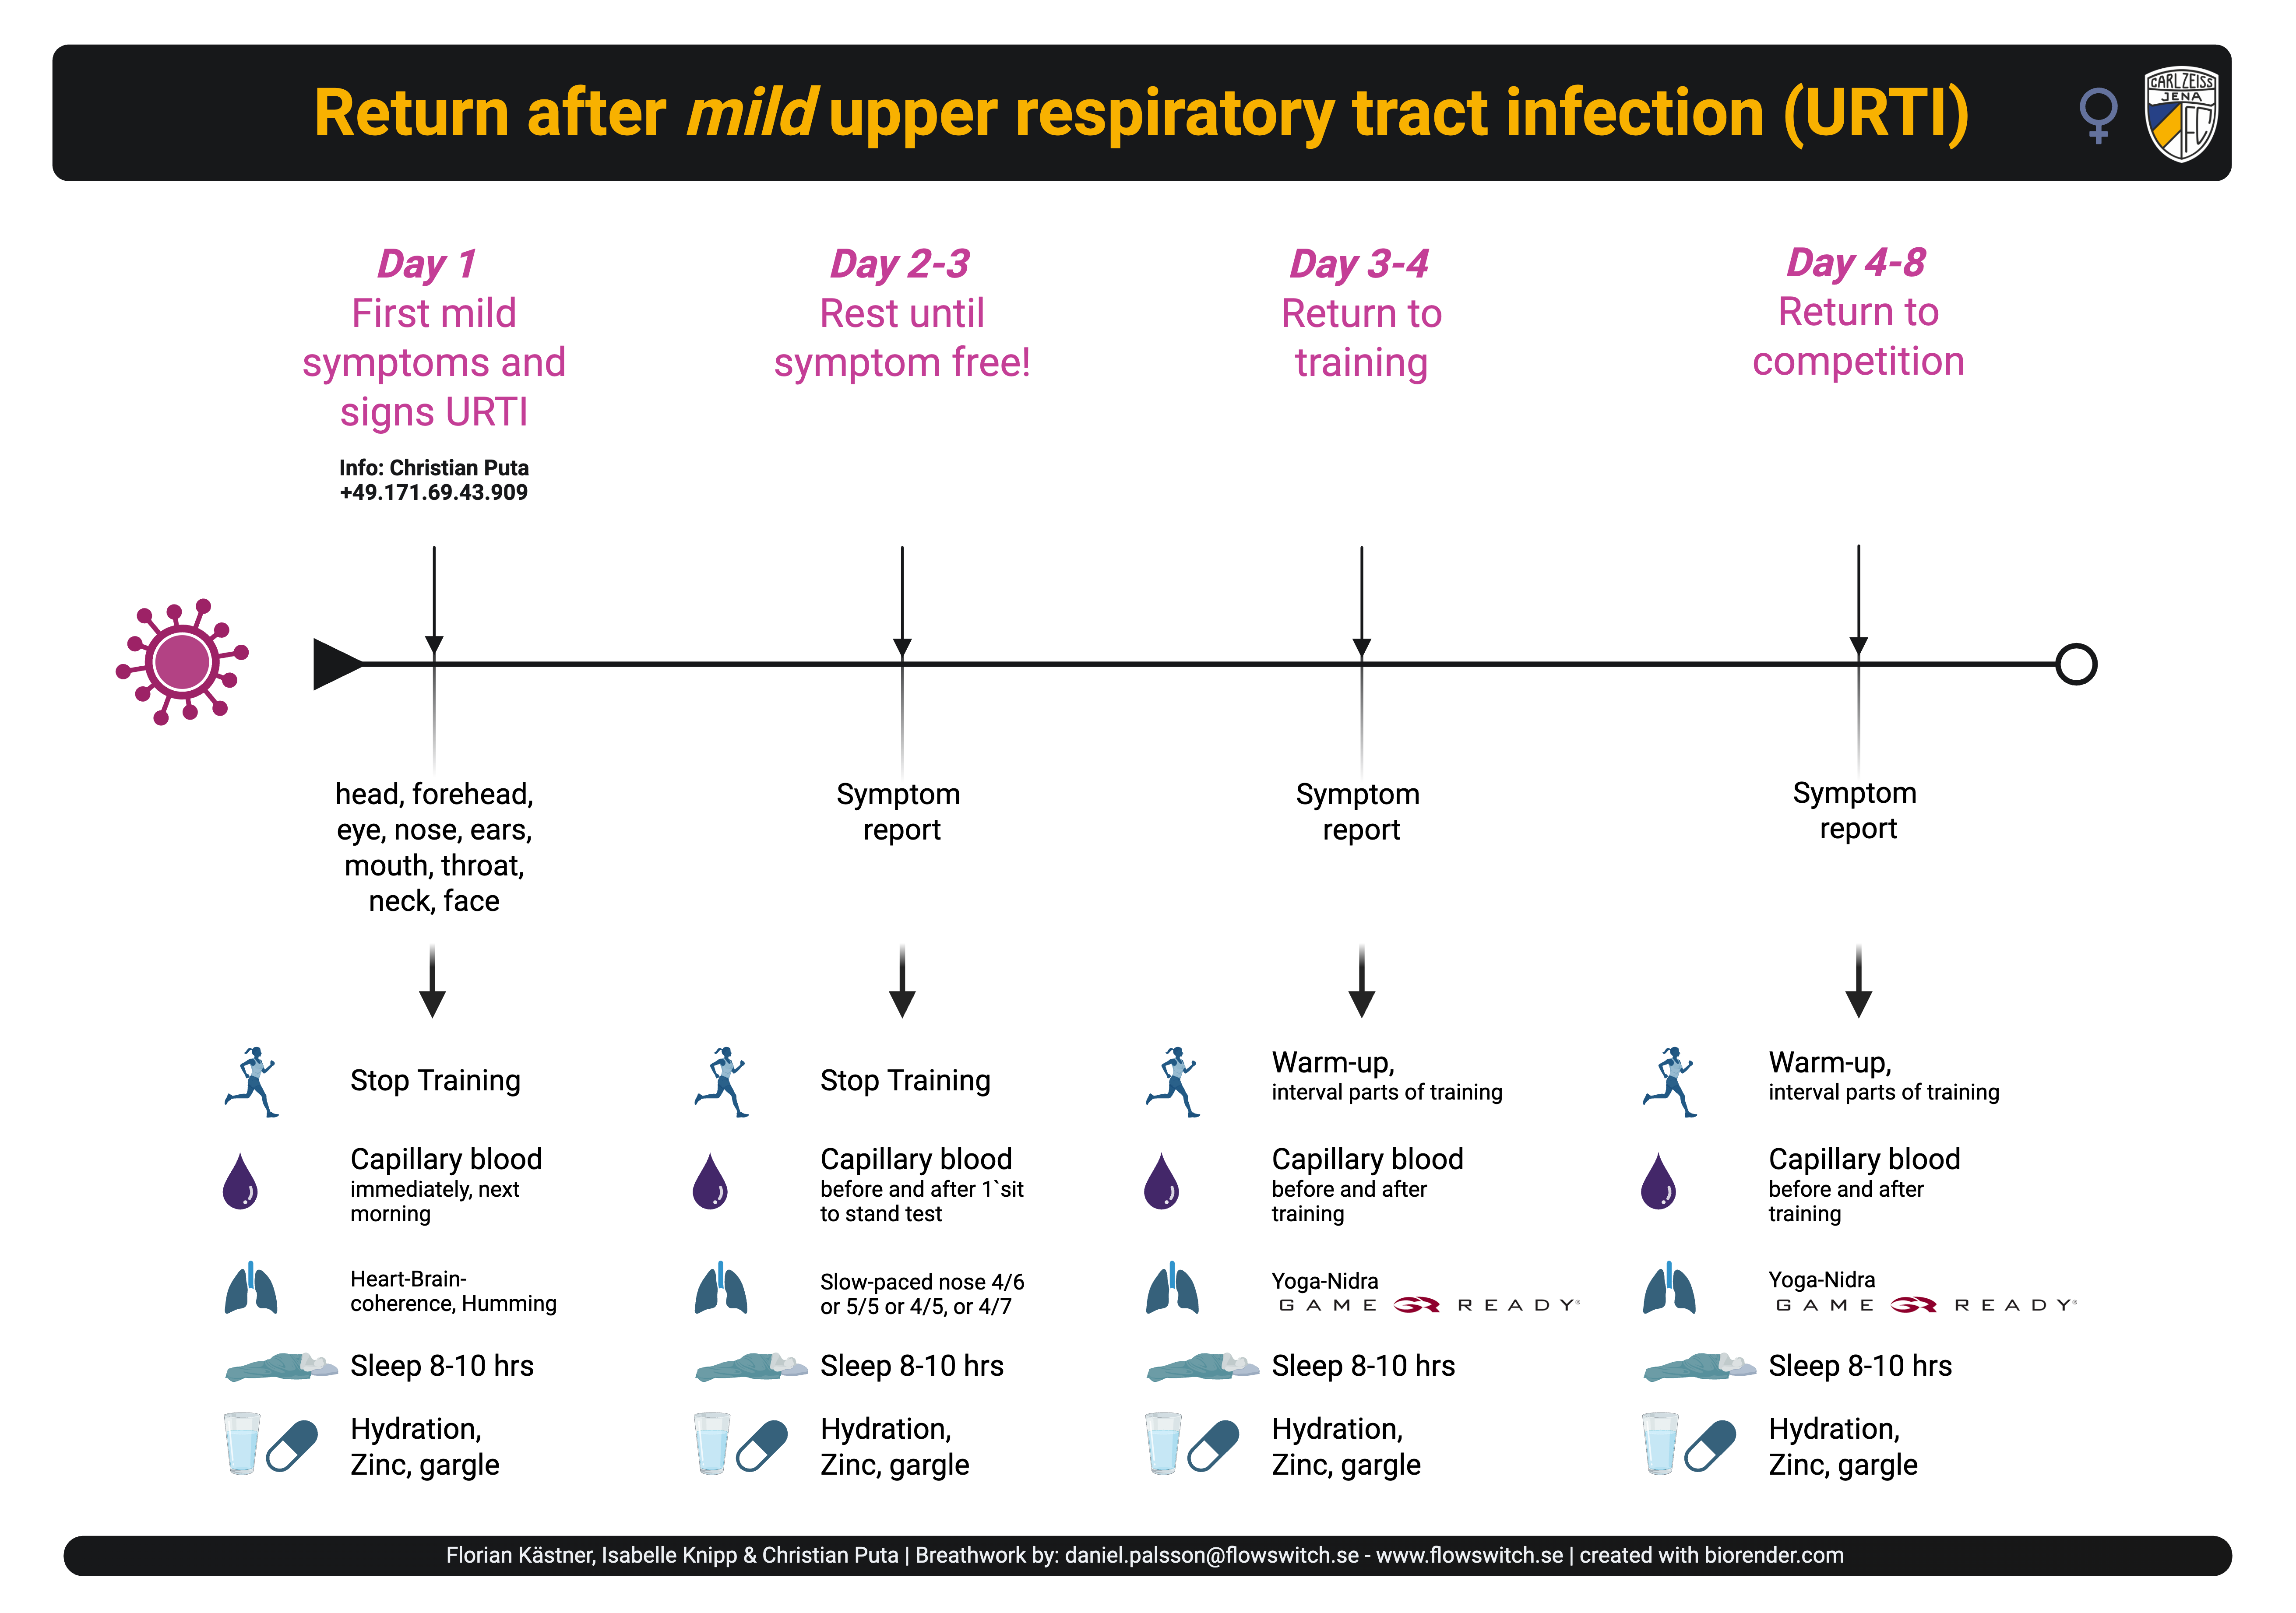 Return after mild upper respiratory tract infection (URTI)
CARL ZEISS
JENA
FC
Day 1
First mild
symptoms and
signs URTI
Info: Christian Puta
+49.171.69.43.909
Day 2-3
Rest until
symptom free!
Day 3-4
Return to
training
Day 4-8
Return to
competition
head, forehead,
eye, nose, ears,
mouth, throat,
neck, face
Symptom
report
Symptom
report
Symptom
report
Stop Training
Capillary blood
immediately, next
morning
Heart-Brain-
coherence, Humming
Sleep 8-10 hrs
Hydration,
Zinc, gargle
Stop Training
Capillary blood
before and after 1`sit
to stand test
Slow-paced nose 4/6
or 5/5 or 4/5, or 4/7
Sleep 8-10 hrs
Hydration,
Zinc, gargle
Warm-up,
interval parts of training
Capillary blood
before and after
training
Yoga-Nidra
GAME GR READY®
Sleep 8-10 hrs
Hydration,
Zinc, gargle
Warm-up,
interval parts of training
Capillary blood
before and after
training
Yoga-Nidra
GAME GR READY®
Sleep 8-10 hrs
Hydration,
Zinc, gargle
Florian Kästner, Isabelle Knipp & Christian Puta | Breathwork by: daniel.palsson@flowswitch.se - www.flowswitch.se | created with biorender.com